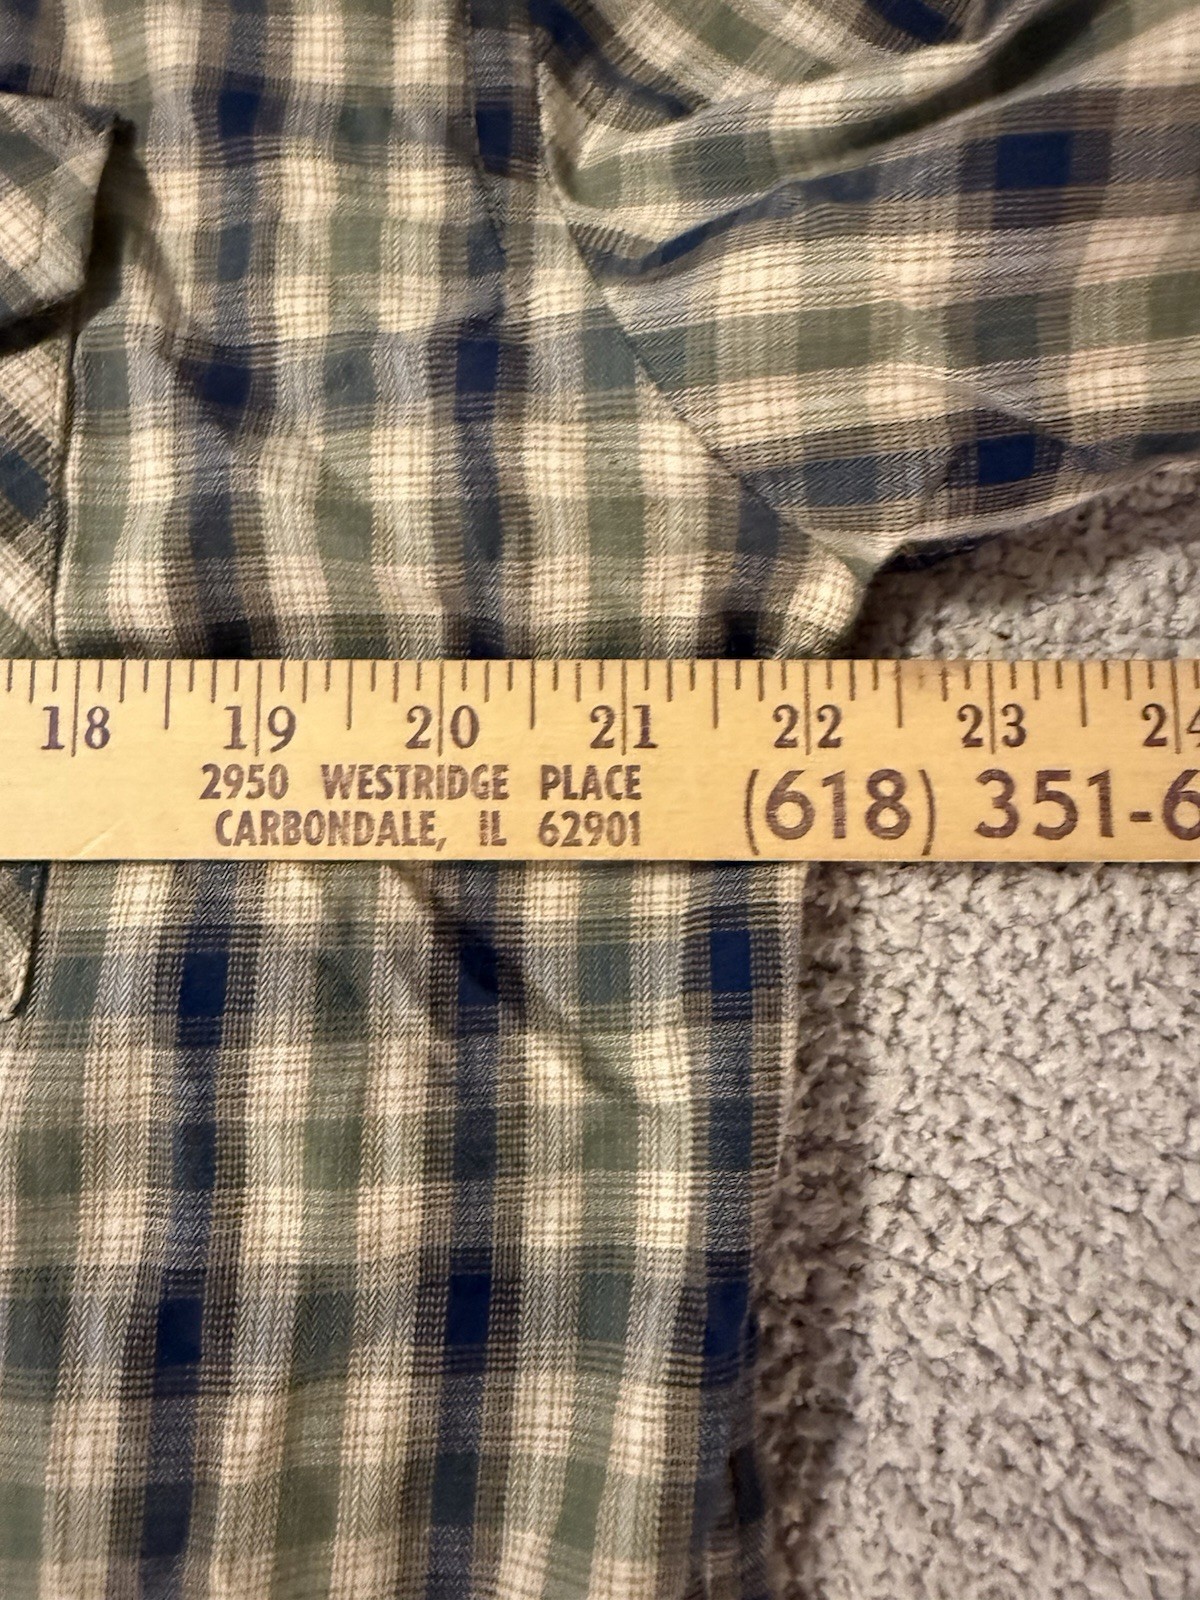 18 19 20 21 22 23 24
2950 WESTRIDGE PLACE
CARBONDALE, IL 62901
(618) 351-6